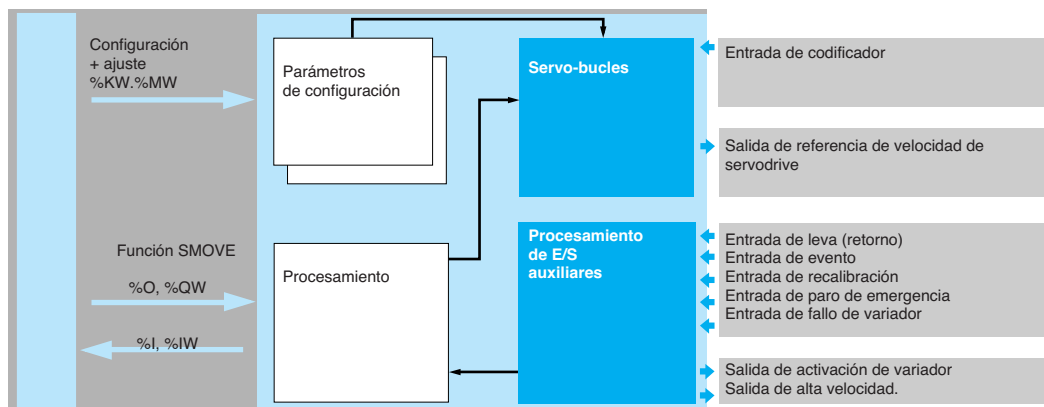 Configuración
+ ajuste
%KW.%MW
Parámetros
de configuración
Servo-bucles
Entrada de codificador
Salida de referencia de velocidad de
servodrive
Función SMOVE
%O, %QW
%I, %IW
Procesamiento
Procesamiento
de E/S
auxiliares
Entrada de leva (retorno)
Entrada de evento
Entrada de recalibración
Entrada de paro de emergencia
Entrada de fallo de variador
Salida de activación de variador
Salida de alta velocidad.